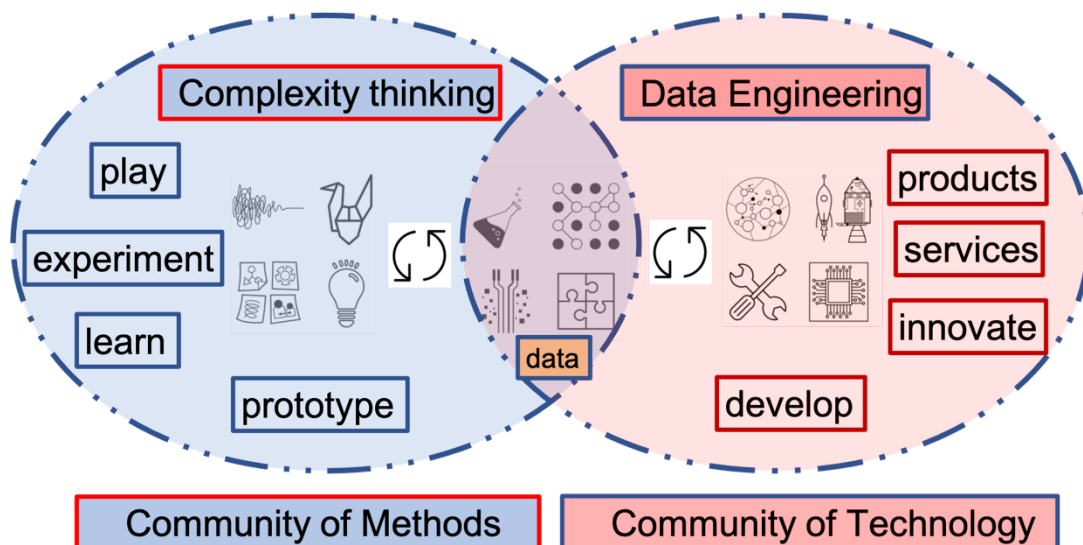 Complexity thinking
Data Engineering
play
experiment
learn
prototype
data
products
services
innovate
develop
Community of Methods
Community of Technology